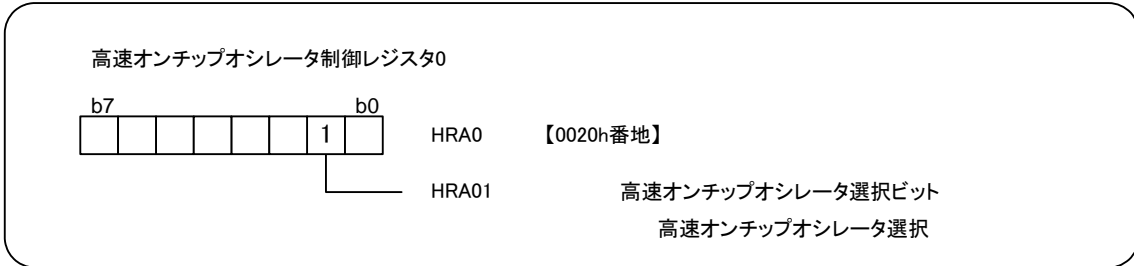 高速オンチップオシレータ制御レジスタ0
b7 b0
1 HRA0 【0020h番地】
HRA01 高速オンチップオシレータ選択ビット
高速オンチップオシレータ選択